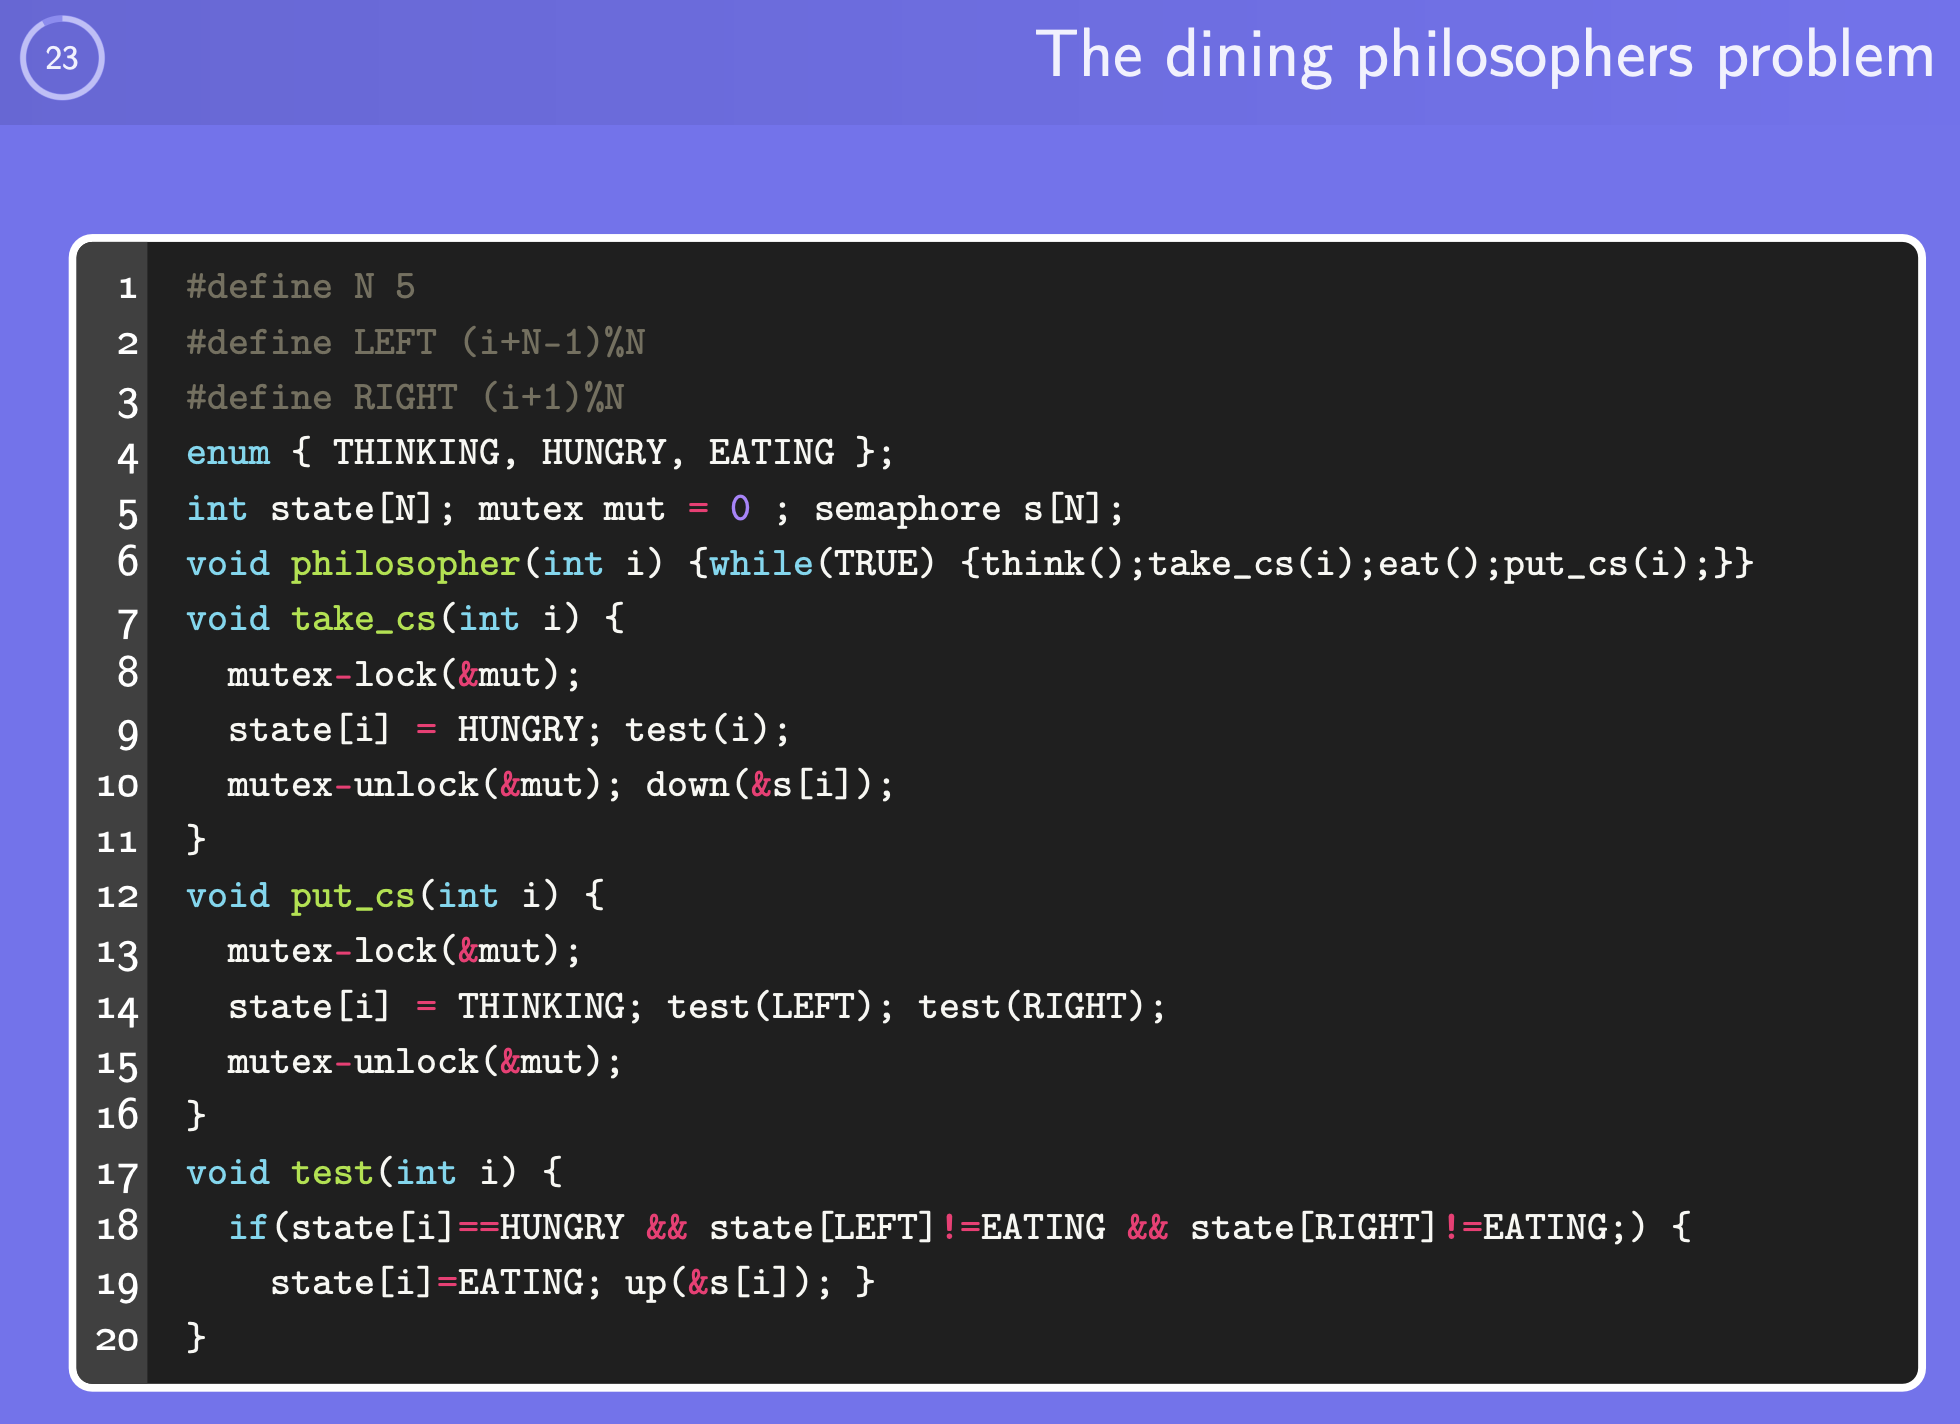 23
The dining philosophers problem
1 #define N 5
2 #define LEFT (i+N-1)%N
3 #define RIGHT (i+1)%N
4 enum { THINKING, HUNGRY, EATING };
5 int state[N]; mutex mut = 0 ; semaphore s[N];
6 void philosopher(int i) {while(TRUE) {think();take_cs(i);eat();put_cs(i);}}
7 void take_cs(int i) {
8   mutex-lock(&mut);
9   state[i] = HUNGRY; test(i);
10   mutex-unlock(&mut); down(&s[i]);
11 }
12 void put_cs(int i) {
13   mutex-lock(&mut);
14   state[i] = THINKING; test(LEFT); test(RIGHT);
15   mutex-unlock(&mut);
16 }
17 void test(int i) {
18   if(state[i]==HUNGRY && state[LEFT]!=EATING && state[RIGHT]!=EATING;) {
19     state[i]=EATING; up(&s[i]); }
20 }